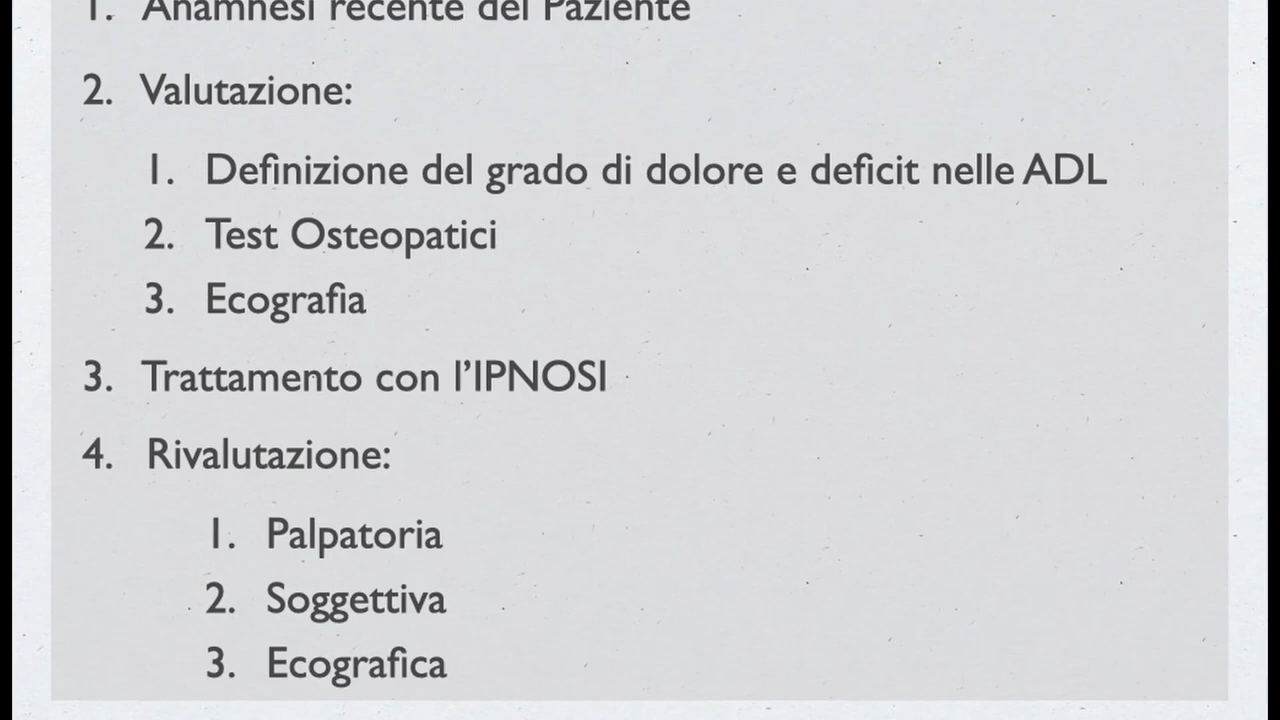 1. Anamnesi recente del Paziente
2. Valutazione:
1. Definizione del grado di dolore e deficit nelle ADL
2. Test Osteopatici
3. Ecografia
3. Trattamento con l'IPNOSI
4. Rivalutazione:
1. Palpatoria
2. Soggettiva
3. Ecografica